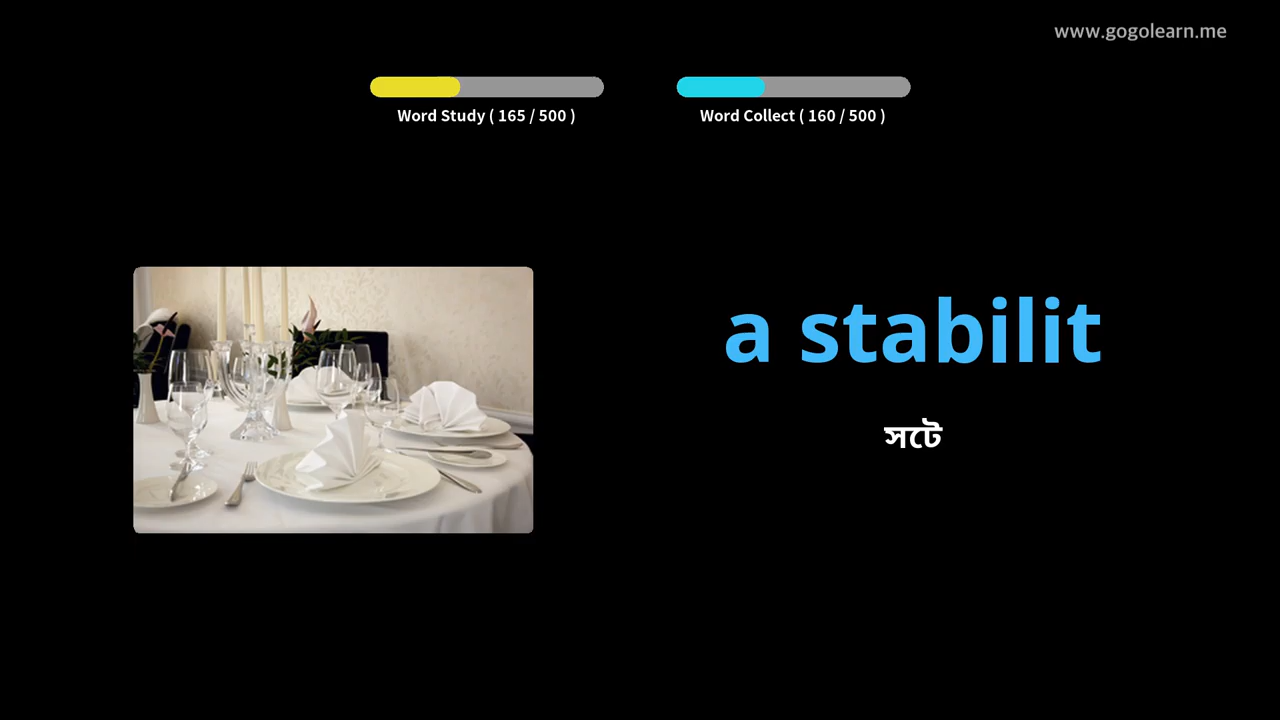 www.gogolearn.me
Word Study ( 165 / 500 )
Word Collect ( 160 / 500 )
a stabilit
সটে